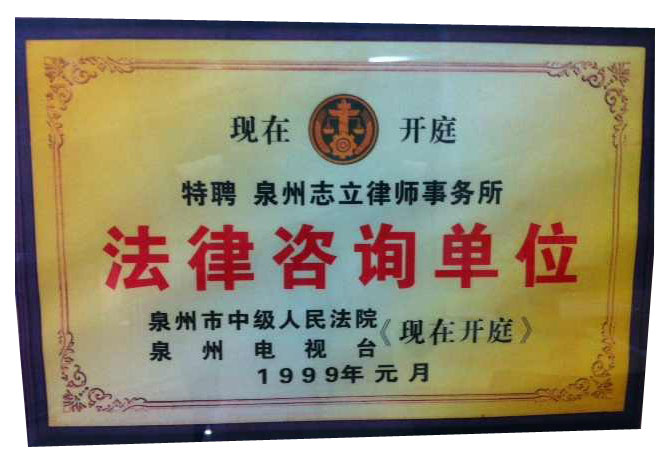 现在 开庭
特聘 泉州志立律师事务所
法律咨询单位
泉州市中级人民法院
泉州电视台
《现在开庭》
1999年元月